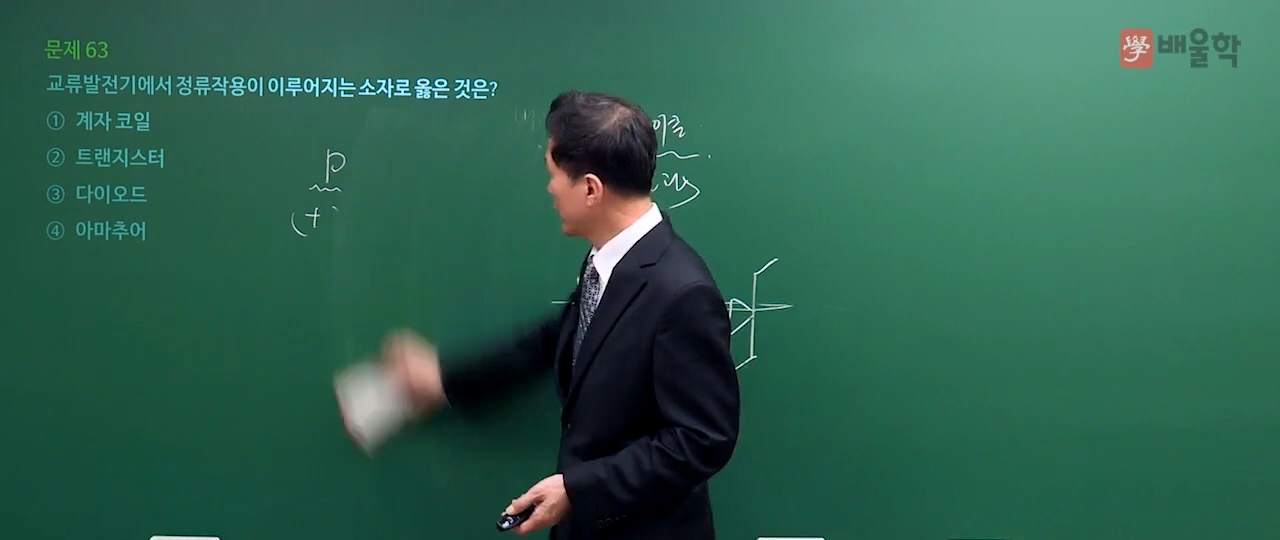 문제 63
學 배울학
교류발전기에서 정류작용이 이루어지는 소자로 옳은 것은?
① 계자 코일
② 트랜지스터
③ 다이오드
④ 아마추어
P
(+